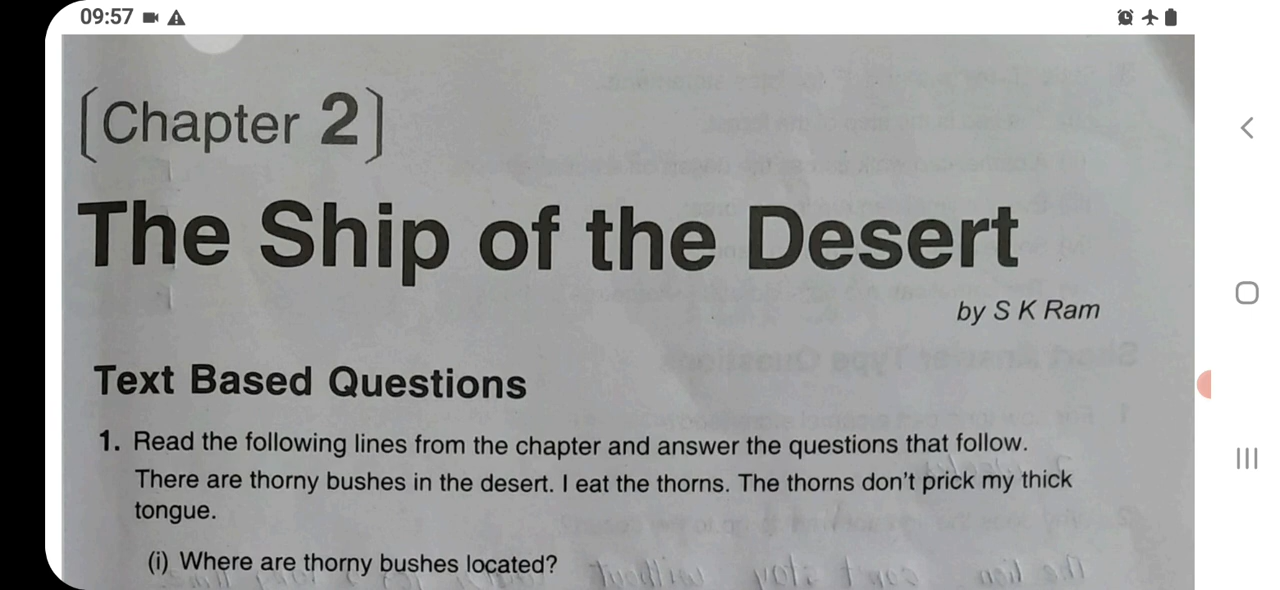 09:57
[Chapter 2]
The Ship of the Desert
by S K Ram
Text Based Questions
1. Read the following lines from the chapter and answer the questions that follow.
There are thorny bushes in the desert. I eat the thorns. The thorns don't prick my thick
tongue.
(i) Where are thorny bushes located?